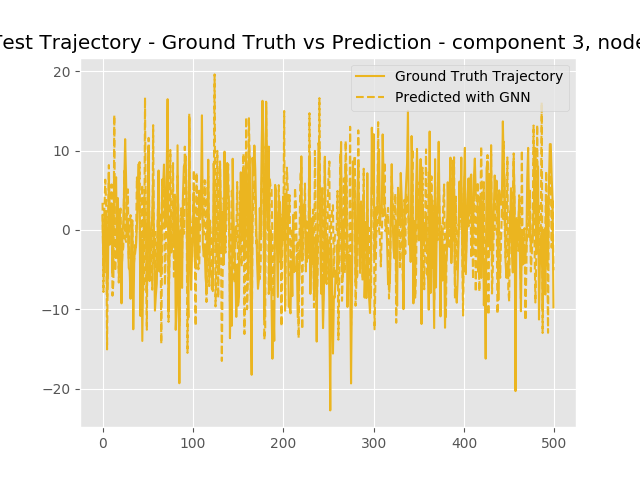 Test Trajectory - Ground Truth vs Prediction - component 3, node
Ground Truth Trajectory
Predicted with GNN
20
10
0
−10
−20
0 100 200 300 400 500